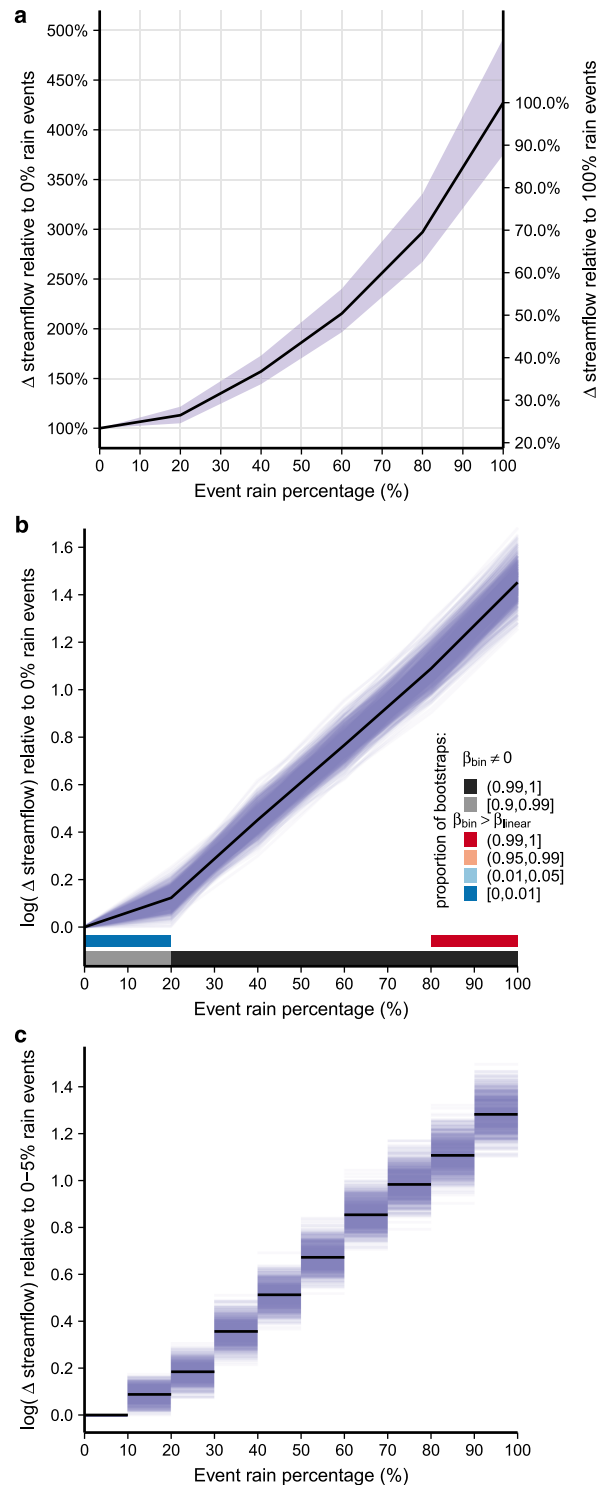 a
Δ streamflow relative to 0% rain events
500%
450%
400%
350%
300%
250%
200%
150%
100%
100.0%
90.0%
80.0%
70.0%
60.0%
50.0%
40.0%
30.0%
20.0%
Δ streamflow relative to 100% rain events
0 10 20 30 40 50 60 70 80 90 100
Event rain percentage (%)
b
log( Δ streamflow) relative to 0% rain events
1.6
1.4
1.2
1.0
0.8
0.6
0.4
0.2
0.0
proportion of bootstraps:
βbin ≠ 0
(0.99,1]
[0.9,0.99]
βbin > βlinear
(0.99,1]
(0.95,0.99]
(0.01,0.05]
[0,0.01]
0 10 20 30 40 50 60 70 80 90 100
Event rain percentage (%)
c
log( Δ streamflow) relative to 0−5% rain events
1.4
1.2
1.0
0.8
0.6
0.4
0.2
0.0
0 10 20 30 40 50 60 70 80 90 100
Event rain percentage (%)